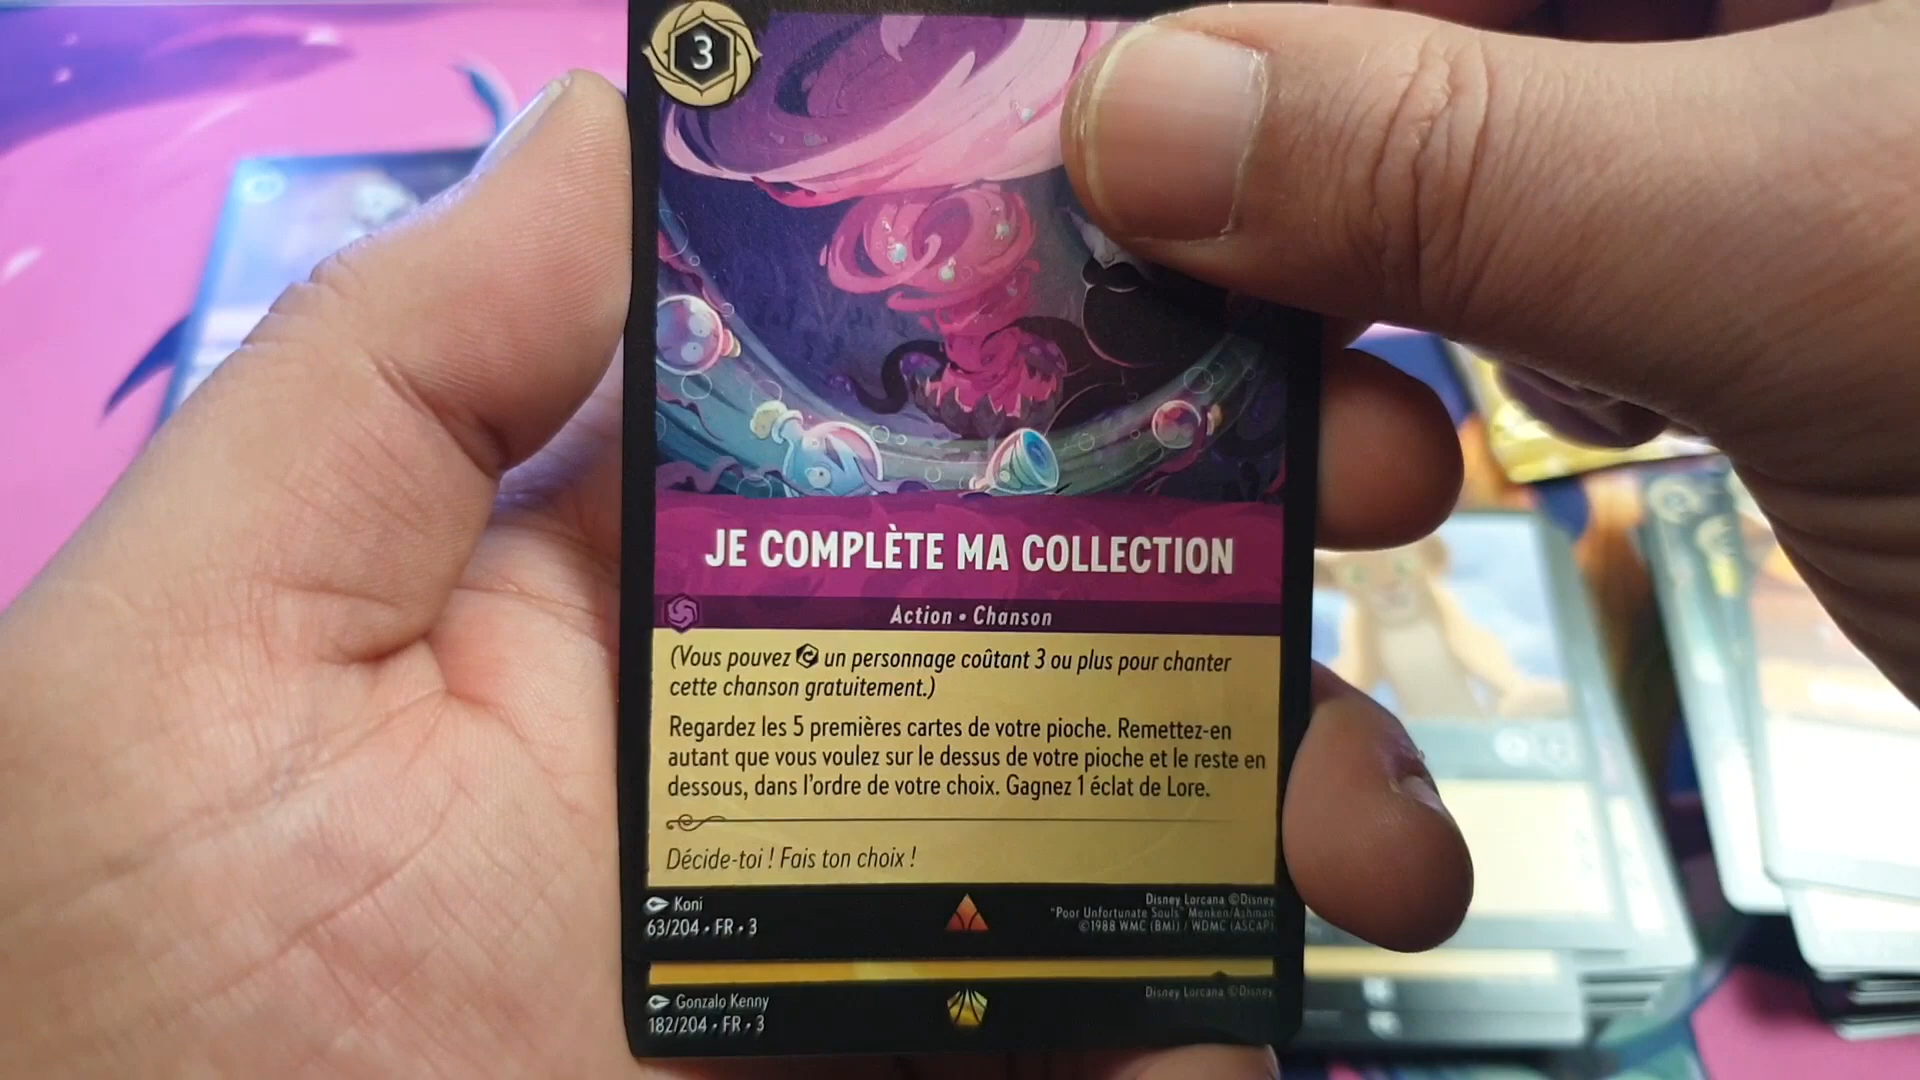 3
JE COMPLÈTE MA COLLECTION
Action • Chanson
(Vous pouvez un personnage coûtant 3 ou plus pour chanter
cette chanson gratuitement.)
Regardez les 5 premières cartes de votre pioche. Remettez-en
autant que vous voulez sur le dessus de votre pioche et le reste en
dessous, dans l'ordre de votre choix. Gagnez 1 éclat de Lore.
Décide-toi ! Fais ton choix !
Koni
63/204 • FR • 3
Disney Lorcana ©Disney
"Poor Unfortunate Souls" Menken/Ashman
©1988 WMC (BMI) / WDMC (ASCAP)
Gonzalo Kenny
182/204 • FR • 3
Disney Lorcana ©Disney